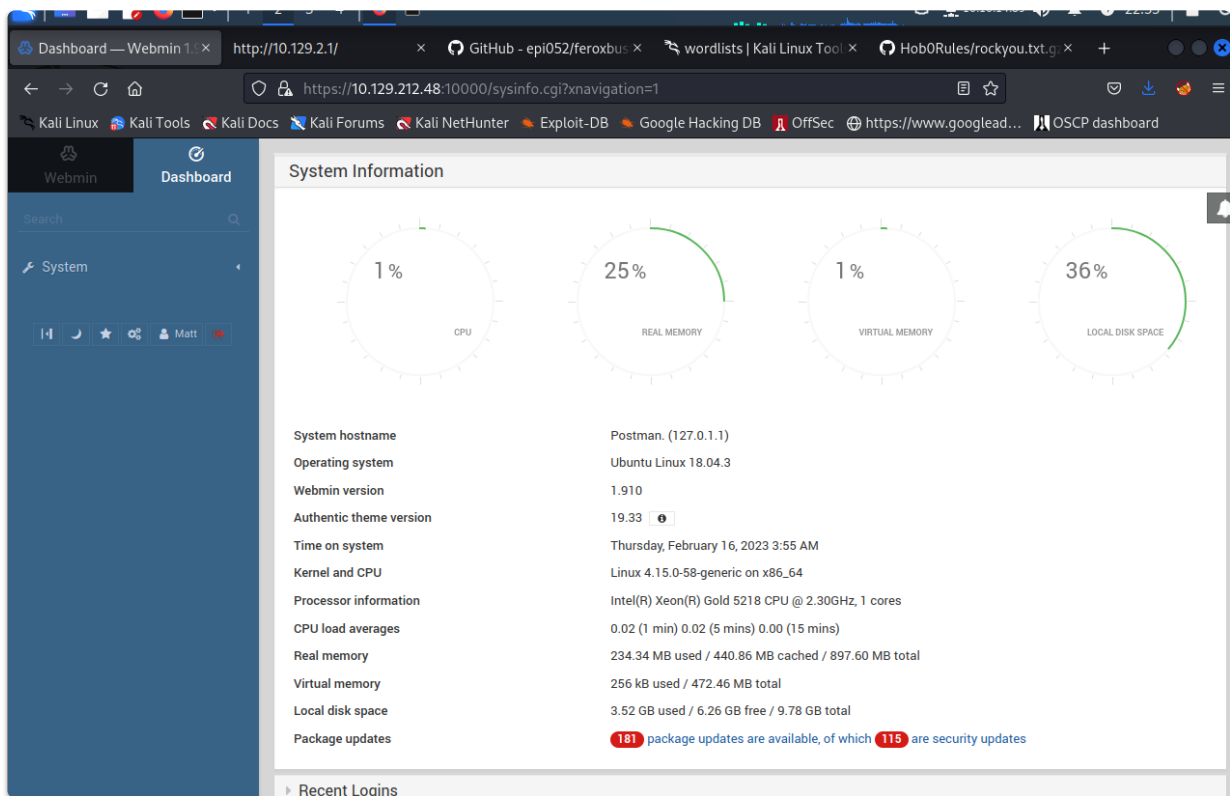 1 2 3 4 22:55
Dashboard — Webmin 1.9 × http://10.129.2.1/ × GitHub - epi052/feroxbus × wordlists | Kali Linux Tool × Hob0Rules/rockyou.txt.gz × +
https://10.129.212.48:10000/sysinfo.cgi?xnavigation=1
Kali Linux Kali Tools Kali Docs Kali Forums Kali NetHunter Exploit-DB Google Hacking DB OffSec https://www.googlead… OSCP dashboard
Webmin Dashboard
Search
System
Matt
System Information
1% 25% 1% 36%
CPU REAL MEMORY VIRTUAL MEMORY LOCAL DISK SPACE
System hostname Postman. (127.0.1.1)
Operating system Ubuntu Linux 18.04.3
Webmin version 1.910
Authentic theme version 19.33
Time on system Thursday, February 16, 2023 3:55 AM
Kernel and CPU Linux 4.15.0-58-generic on x86_64
Processor information Intel(R) Xeon(R) Gold 5218 CPU @ 2.30GHz, 1 cores
CPU load averages 0.02 (1 min) 0.02 (5 mins) 0.00 (15 mins)
Real memory 234.34 MB used / 440.86 MB cached / 897.60 MB total
Virtual memory 256 kB used / 472.46 MB total
Local disk space 3.52 GB used / 6.26 GB free / 9.78 GB total
Package updates 181 package updates are available, of which 115 are security updates
Recent Logins